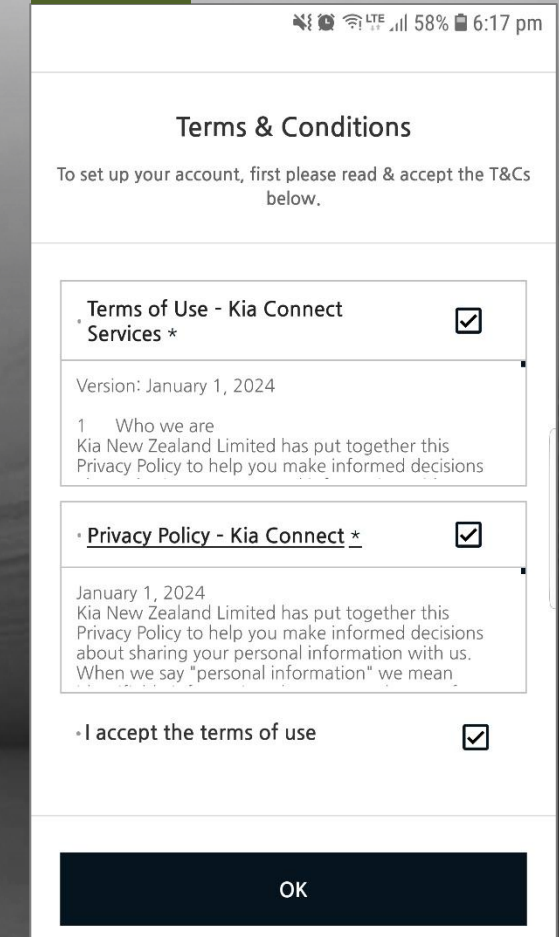 LTE 58% 6:17 pm
Terms & Conditions
To set up your account, first please read & accept the T&Cs
below.
Terms of Use - Kia Connect
Services *
Version: January 1, 2024
1 Who we are
Kia New Zealand Limited has put together this
Privacy Policy to help you make informed decisions
Privacy Policy - Kia Connect *
January 1, 2024
Kia New Zealand Limited has put together this
Privacy Policy to help you make informed decisions
about sharing your personal information with us.
When we say "personal information" we mean
I accept the terms of use
OK